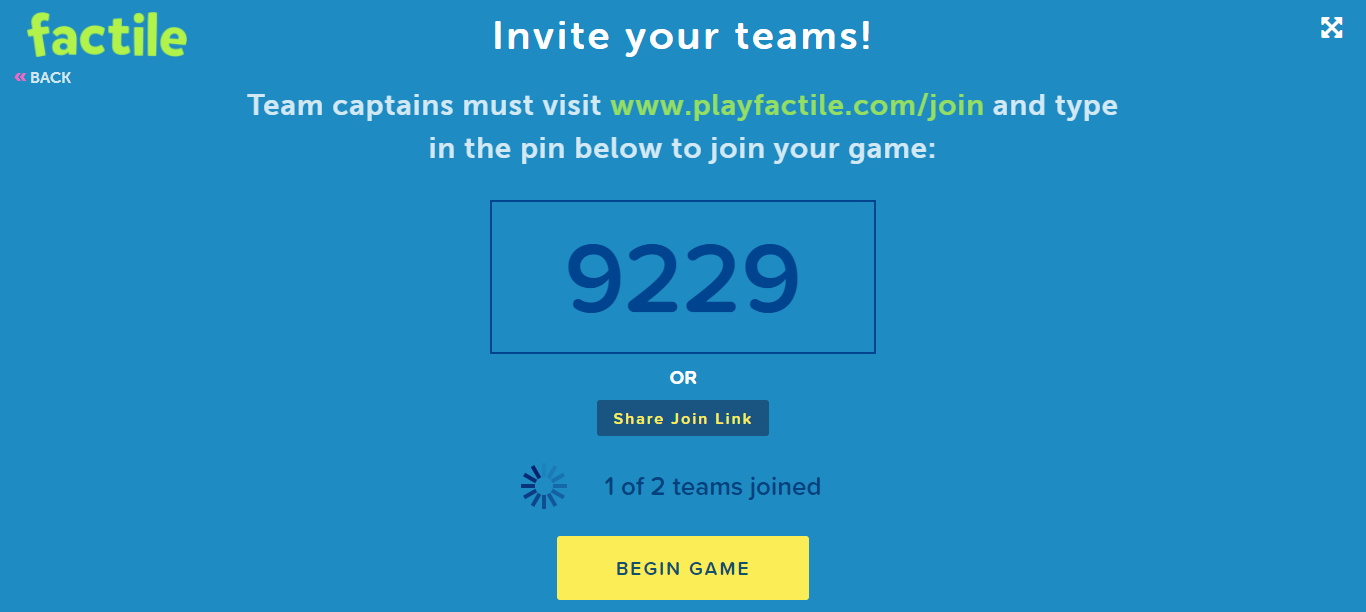 factile
Invite your teams!
« BACK
Team captains must visit www.playfactile.com/join and type
in the pin below to join your game:
9229
OR
Share Join Link
1 of 2 teams joined
BEGIN GAME